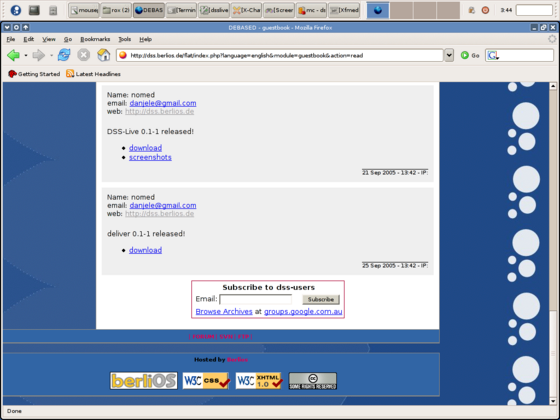 mouse
rox (2)
DEBAS
[Termin
dsslive
[X-Cha
[Screer
mc - d
[Xfmed
3:44
DEBASED - guestbook - Mozilla Firefox
File Edit View Go Bookmarks Tools Help
http://dss.berlios.de/flat/index.php?language=english&module=guestbook&action=read
Go
G
Getting Started Latest Headlines
Name: nomed
email: danjele@gmail.com
web: http://dss.berlios.de
DSS-Live 0.1-1 released!
download
screenshots
21 Sep 2005 - 13:42 - IP:
Name: nomed
email: danjele@gmail.com
web: http://dss.berlios.de
deliver 0.1-1 released!
download
25 Sep 2005 - 13:42 - IP:
Subscribe to dss-users
Email: Subscribe
Browse Archives at groups.google.com.au
Hosted by BerliOS
berliOS
W3C CSS
W3C XHTML 1.0
cc
SOME RIGHTS RESERVED
Done